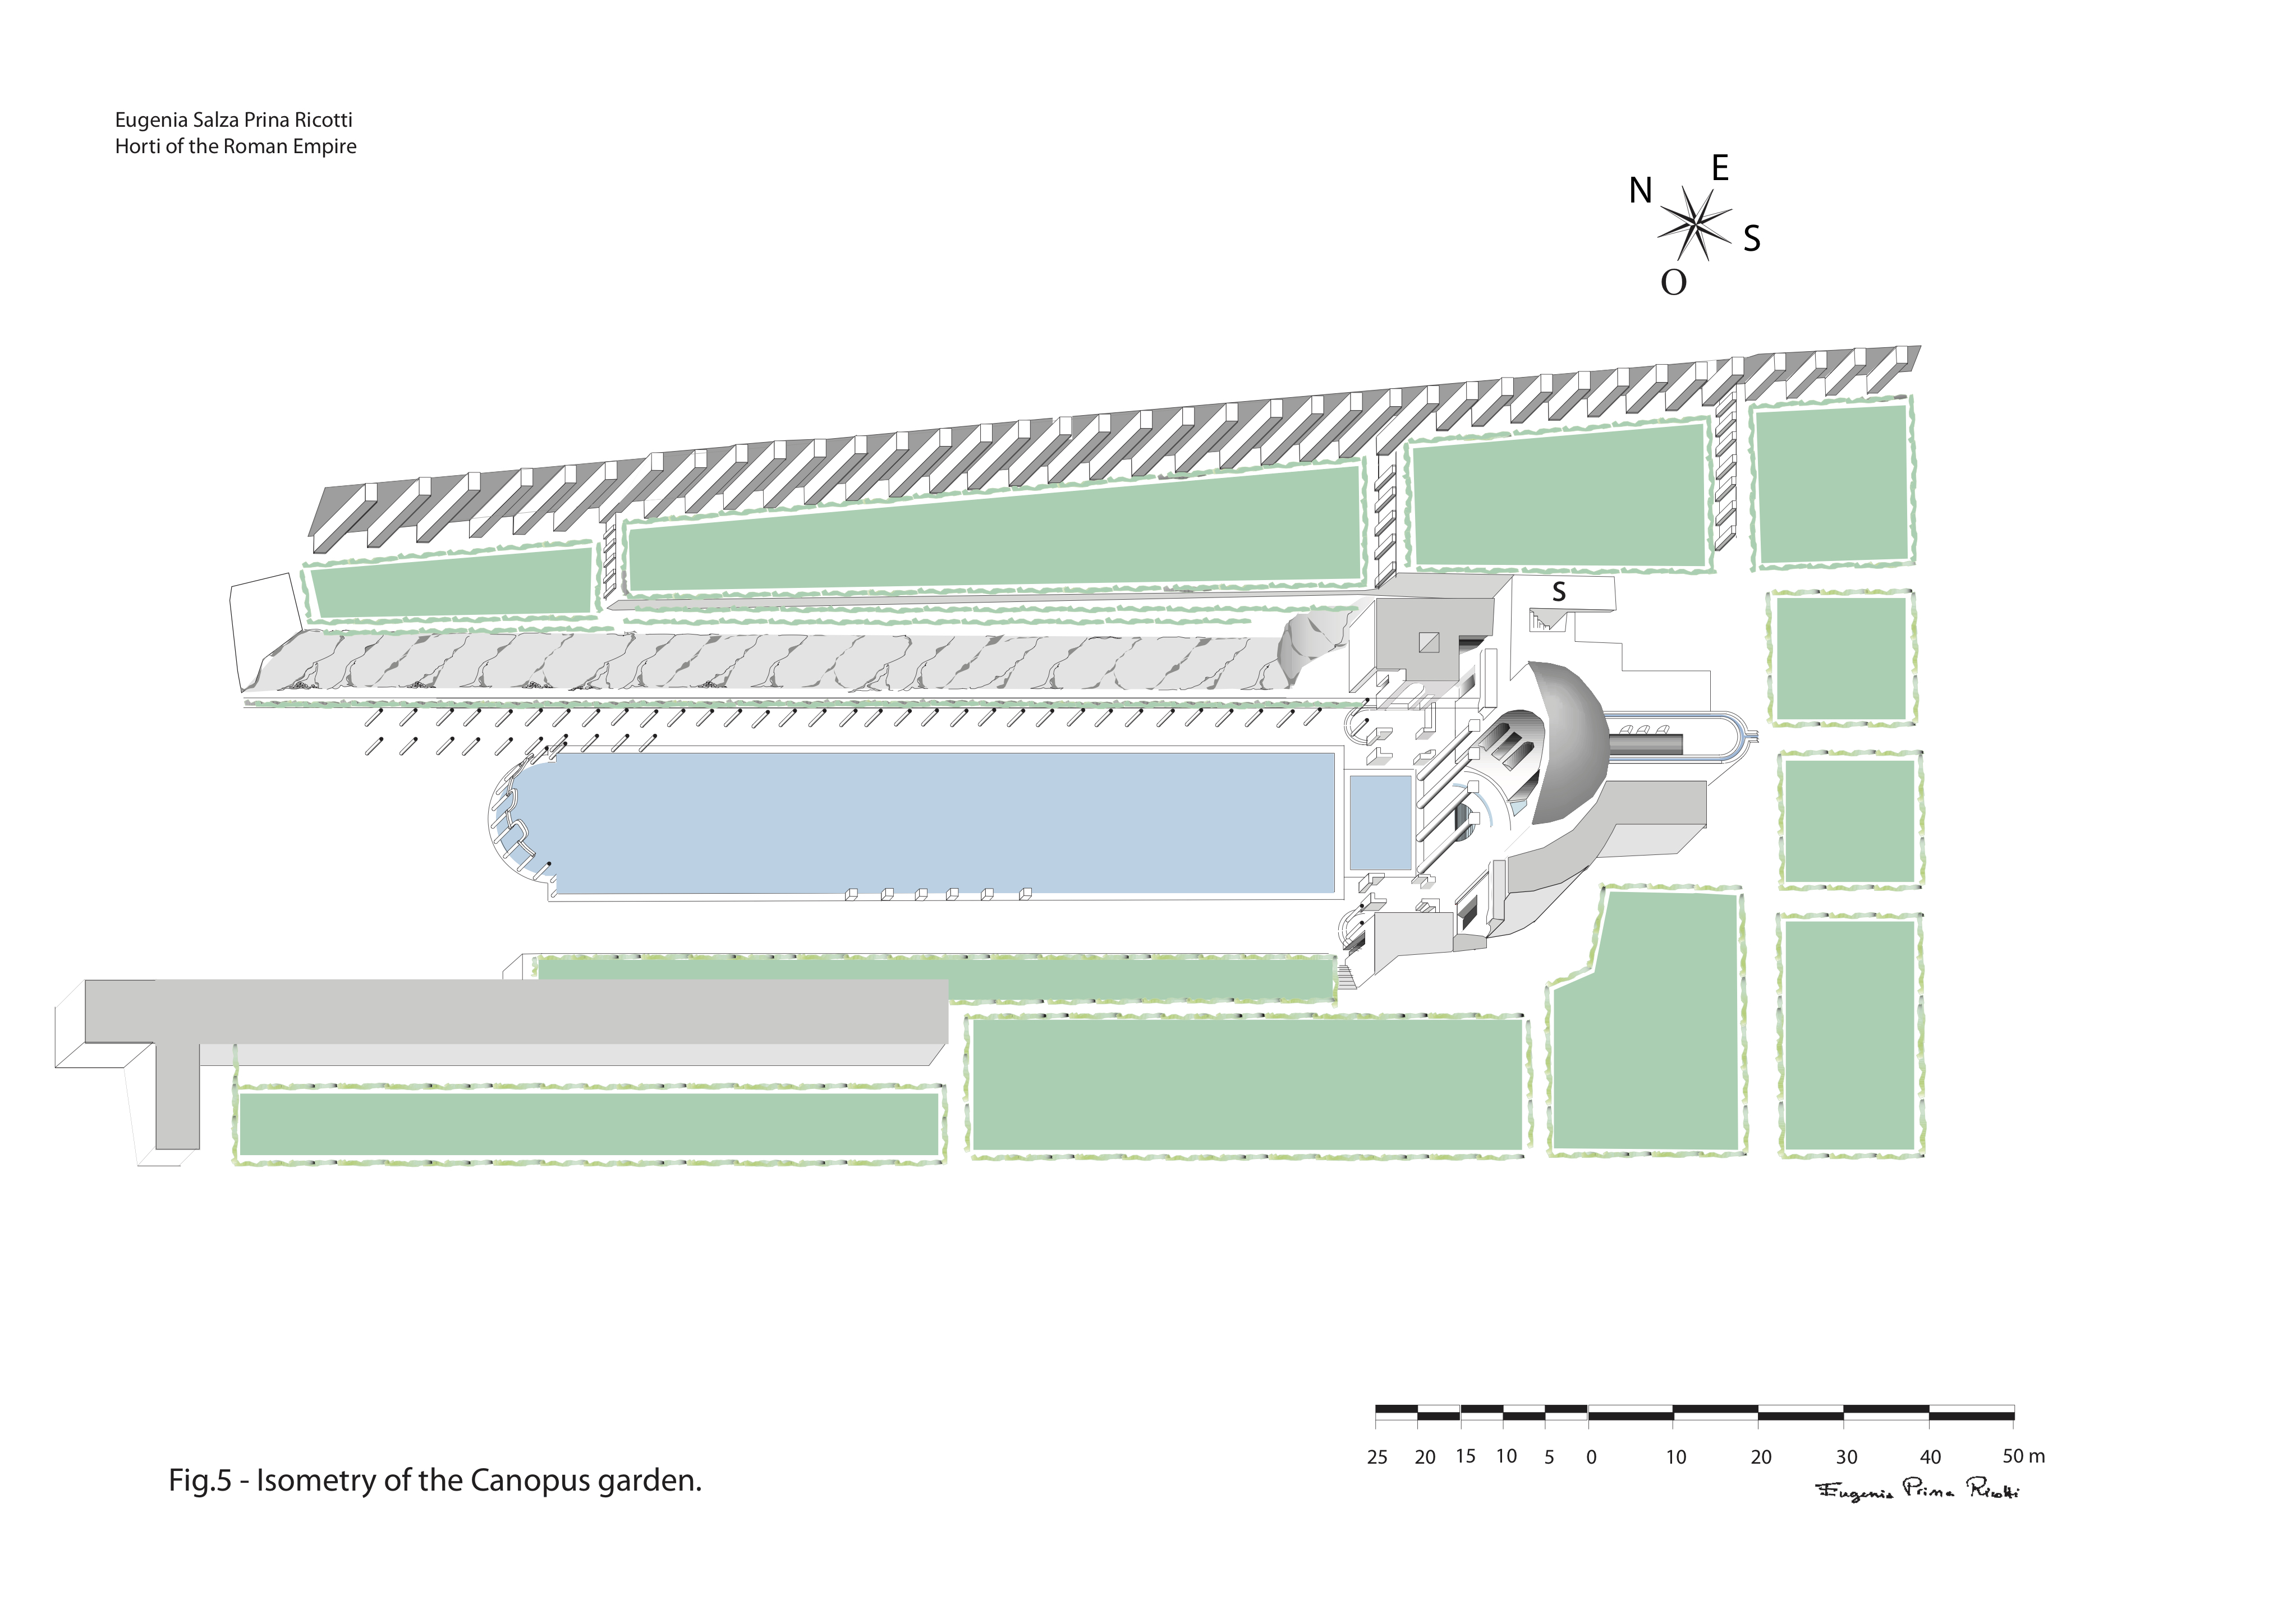 Eugenia Salza Prina Ricotti
Horti of the Roman Empire
E
N
S
O
S
25 20 15 10 5 0 10 20 30 40 50 m
Eugenia Prina Ricotti
Fig.5 - Isometry of the Canopus garden.